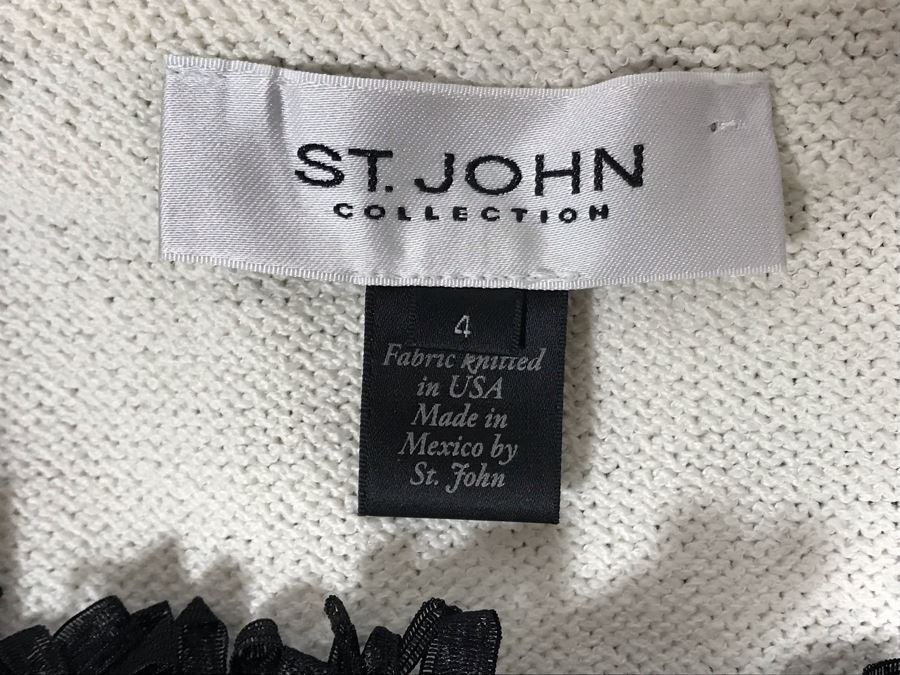 ST. JOHN
COLLECTION
4
Fabric knitted
in USA
Made in
Mexico by
St. John